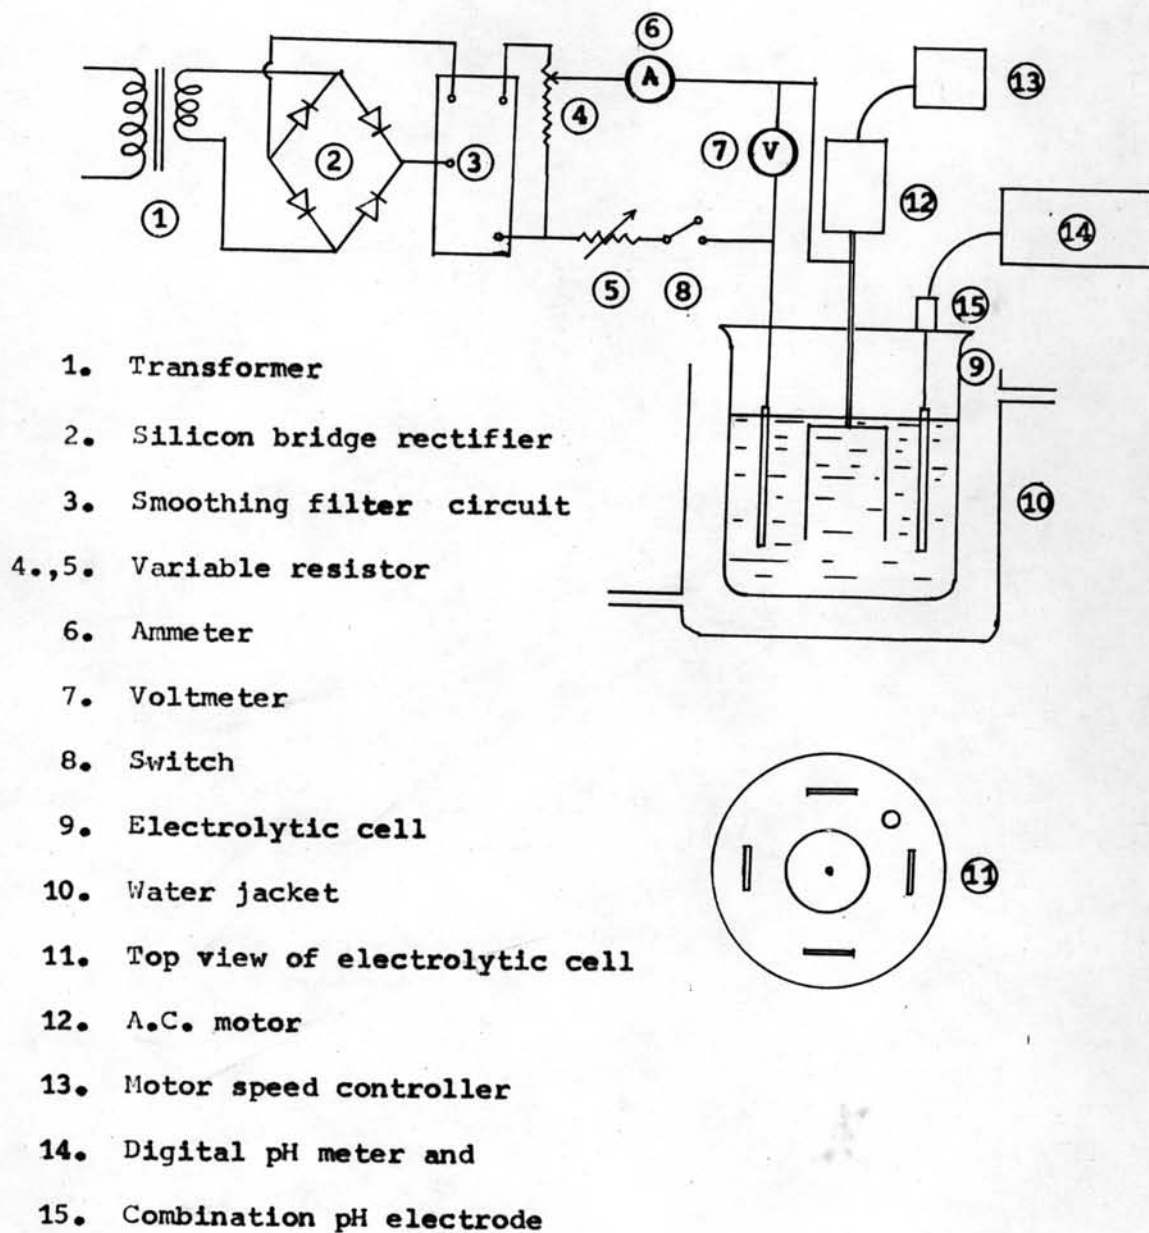 6
A
13
4
7
V
2
3
12
1
14
5
8
15
9
10
11
1. Transformer
2. Silicon bridge rectifier
3. Smoothing filter circuit
4.,5. Variable resistor
6. Ammeter
7. Voltmeter
8. Switch
9. Electrolytic cell
10. Water jacket
11. Top view of electrolytic cell
12. A.C. motor
13. Motor speed controller
14. Digital pH meter and
15. Combination pH electrode